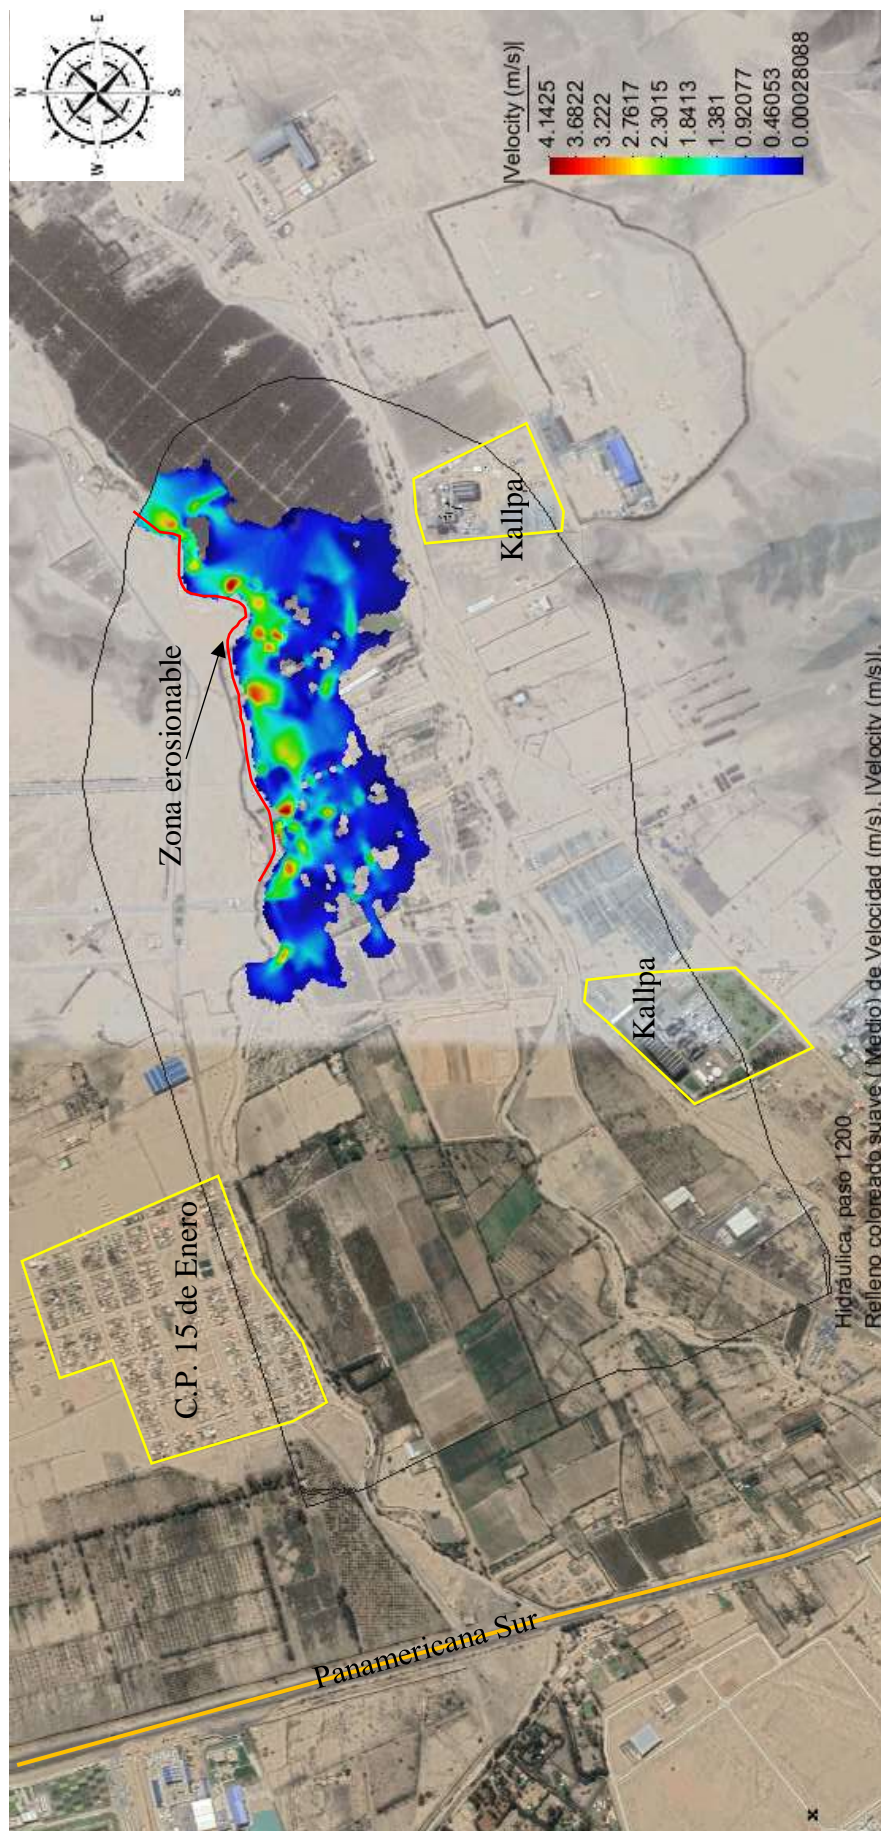 N
E
S
W
|Velocity (m/s)|
4.1425
3.6822
3.222
2.7617
2.3015
1.8413
1.381
0.92077
0.46053
0.00028088
Zona erosionable
Kallpa
Kallpa
C.P. 15 de Enero
Panamericana Sur
Hidráulica, paso 1200
Relleno coloreado suave ( Medio) de Velocidad (m/s), |Velocity (m/s)|.
x